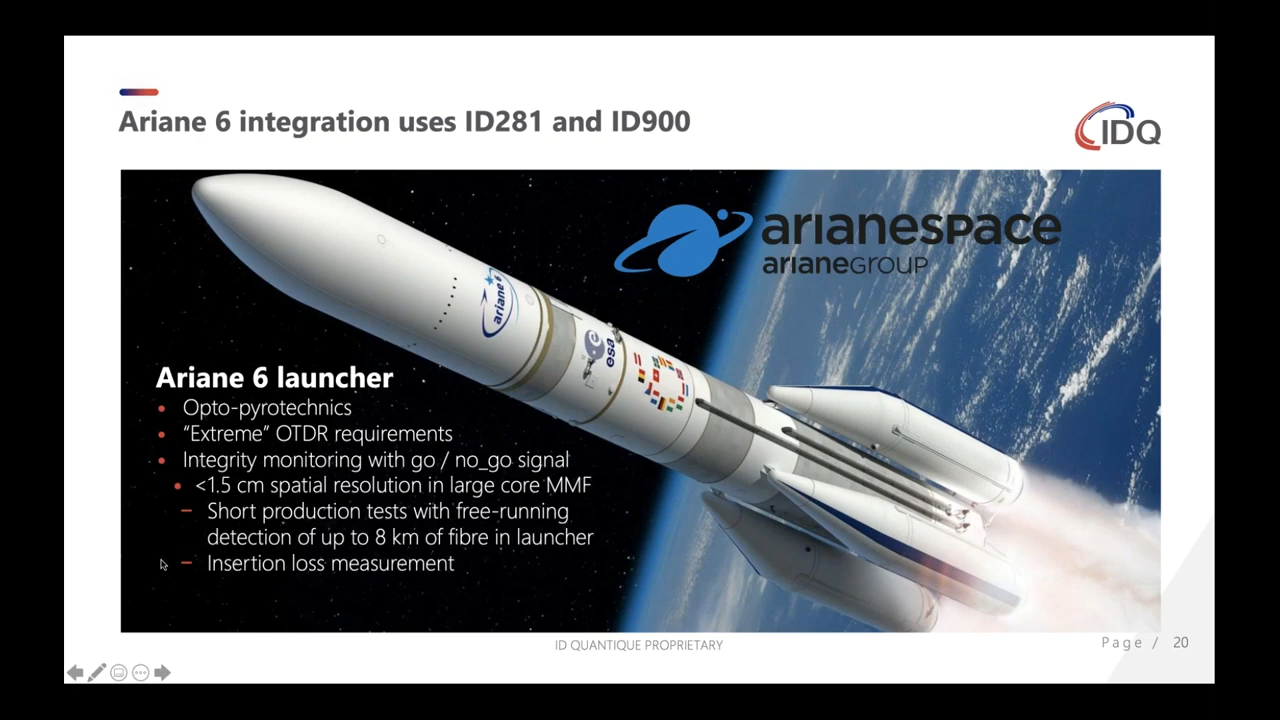 Ariane 6 integration uses ID281 and ID900
IDQ
arianespace
arianeGROUP
ariane 6
esa
Ariane 6 launcher
• Opto-pyrotechnics
• “Extreme” OTDR requirements
• Integrity monitoring with go / no_go signal
• <1.5 cm spatial resolution in large core MMF
– Short production tests with free-running
detection of up to 8 km of fibre in launcher
– Insertion loss measurement
ID QUANTIQUE PROPRIETARY
Page / 20